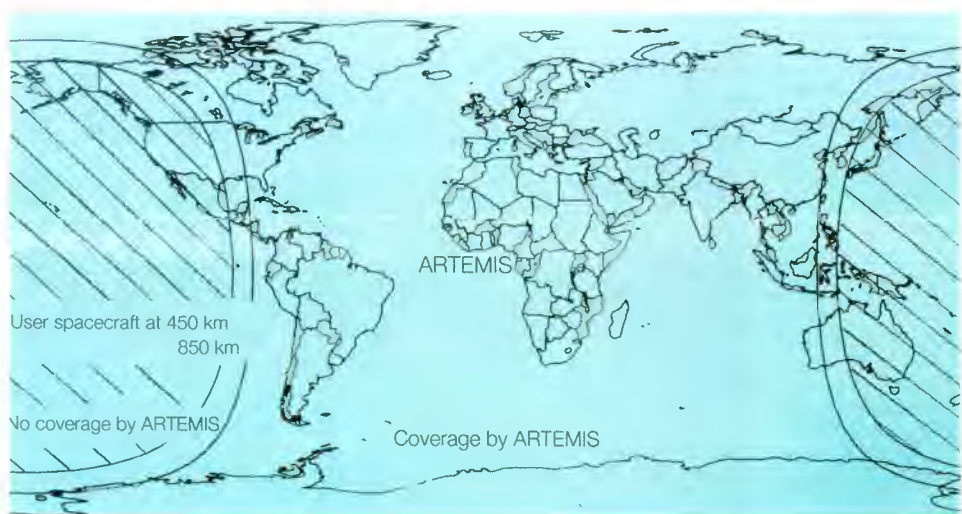 ARTEMIS
User spacecraft at 450 km
850 km
No coverage by ARTEMIS
Coverage by ARTEMIS